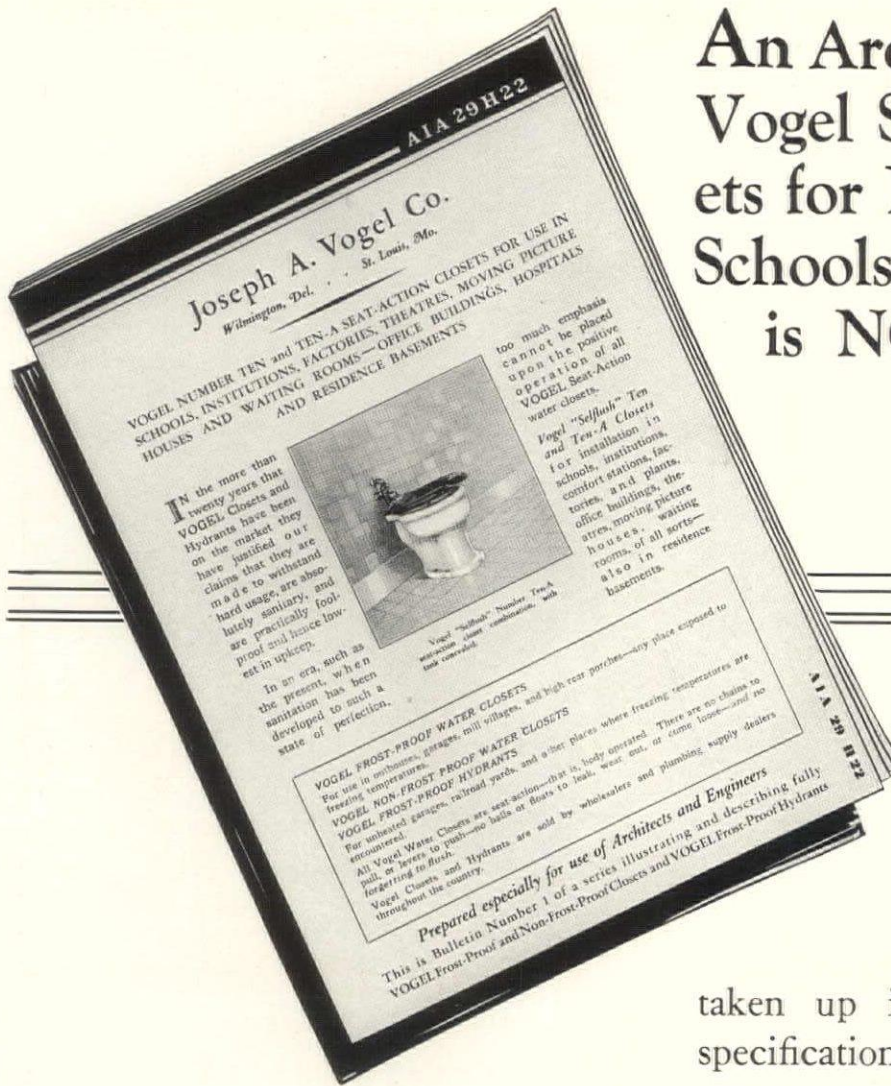 An Ar
Vogel S
ets for
Schools
is N
AIA 29 H 22
Joseph A. Vogel Co.
Wilmington, Del. . . St. Louis, Mo.
VOGEL NUMBER TEN and TEN-A SEAT-ACTION CLOSETS FOR USE IN
SCHOOLS, INSTITUTIONS, FACTORIES, THEATRES, MOVING PICTURE
HOUSES AND WAITING ROOMS—OFFICE BUILDINGS, HOSPITALS
AND RESIDENCE BASEMENTS
IN the more than
twenty years that
VOGEL Closets and
Hydrants have been
on the market they
have justified our
claims that they are
made to withstand
hard usage, are abso-
lutely sanitary, and
are practically fool-
proof and hence low-
est in upkeep.
In an era, such as
the present, when
sanitation has been
developed to such a
state of perfection,
Vogel "Selflush" Number Ten-A
seat-action closet combination, with
tank concealed.
too much emphasis
cannot be placed
upon the positive
operation of all
VOGEL Seat-Action
water closets.
Vogel "Selflush" Ten
and Ten-A Closets
for installation in
schools, institutions,
comfort stations, fac-
tories, and plants,
office buildings, the-
atres, moving picture
houses, waiting
rooms, of all sorts—
also in residence
basements.
VOGEL FROST-PROOF WATER CLOSETS
For use in outhouses, garages, mill villages, and high rear porches—any place exposed to
freezing temperatures.
VOGEL NON-FROST PROOF WATER CLOSETS
VOGEL FROST-PROOF HYDRANTS
For unheated garages, railroad yards, and other places where freezing temperatures are
encountered.
All Vogel Water Closets are seat-action—that is, body operated. There are no chains to
pull, or levers to push—no balls or floats to leak, wear out, or come loose—and no
forgetting to flush.
Vogel Closets and Hydrants are sold by wholesalers and plumbing supply dealers
throughout the country.
Prepared especially for use of Architects and Engineers
This is Bulletin Number 1 of a series illustrating and describing fully
VOGEL Frost-Proof and Non-Frost-Proof Closets and VOGEL Frost-Proof Hydrants
AIA 29 H 22
taken up i
specification